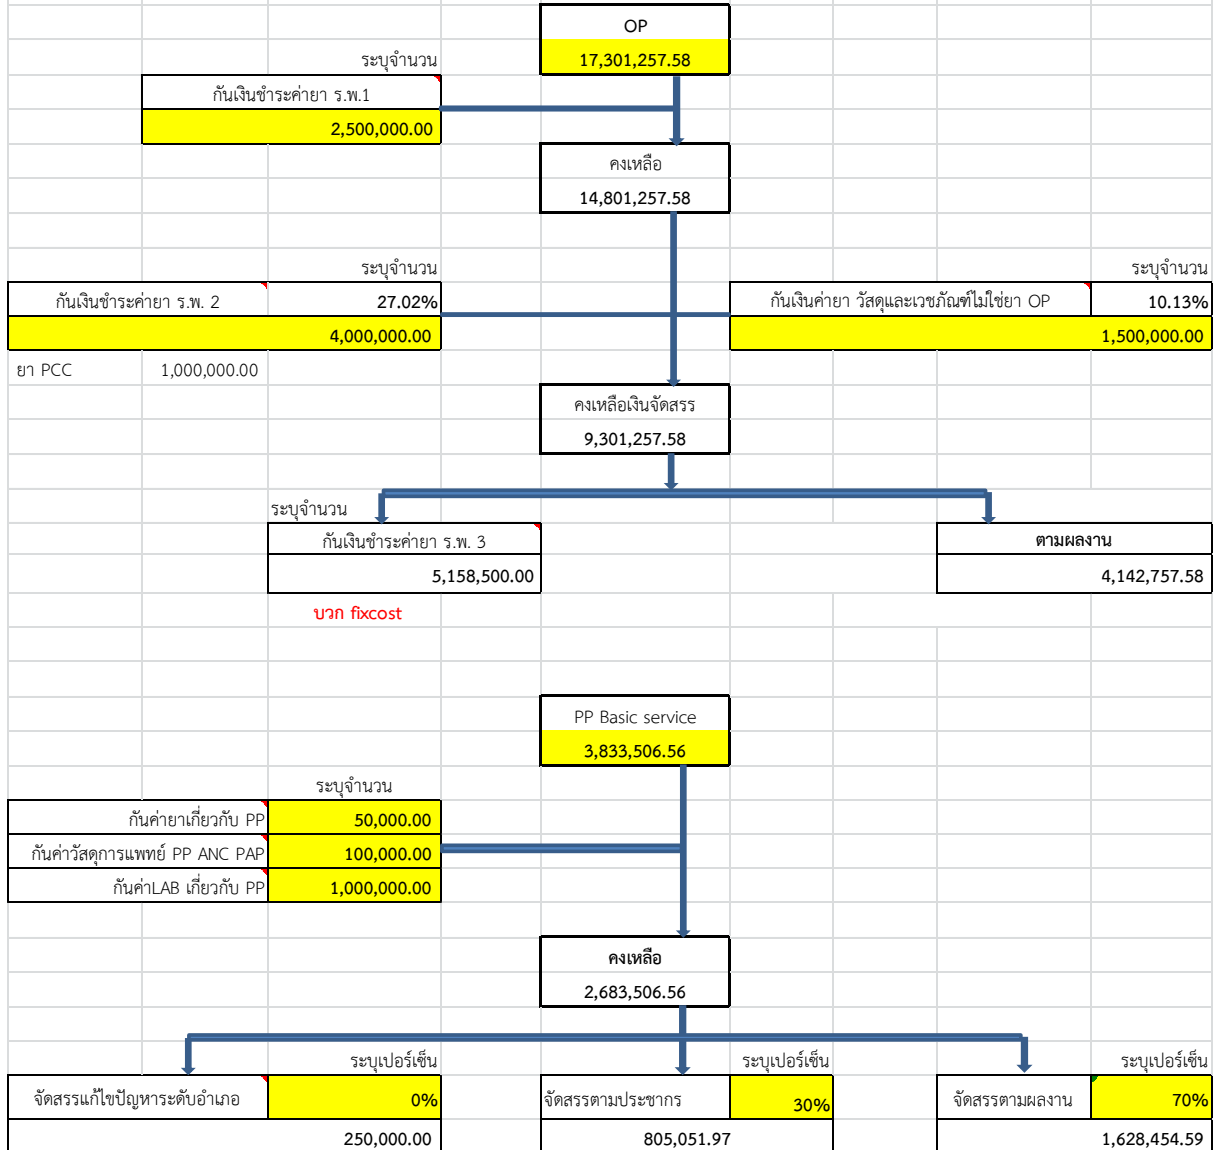 OP
17,301,257.58
ระบุจำนวน
กันเงินชำระค่ายา ร.พ.1
2,500,000.00
คงเหลือ
14,801,257.58
ระบุจำนวน
ระบุจำนวน
กันเงินชำระค่ายา ร.พ. 2 27.02%
กันเงินค่ายา วัสดุและเวชภัณฑ์ไม่ใช่ยา OP 10.13%
4,000,000.00
1,500,000.00
ยา PCC 1,000,000.00
คงเหลือเงินจัดสรร
9,301,257.58
ระบุจำนวน
กันเงินชำระค่ายา ร.พ. 3
ตามผลงาน
5,158,500.00
4,142,757.58
บวก fixcost
PP Basic service
3,833,506.56
ระบุจำนวน
กันค่ายาเกี่ยวกับ PP 50,000.00
กันค่าวัสดุการแพทย์ PP ANC PAP 100,000.00
กันค่าLAB เกี่ยวกับ PP 1,000,000.00
คงเหลือ
2,683,506.56
ระบุเปอร์เซ็น
ระบุเปอร์เซ็น
ระบุเปอร์เซ็น
จัดสรรแก้ไขปัญหาระดับอำเภอ 0%
จัดสรรตามประชากร 30%
จัดสรรตามผลงาน 70%
250,000.00
805,051.97
1,628,454.59